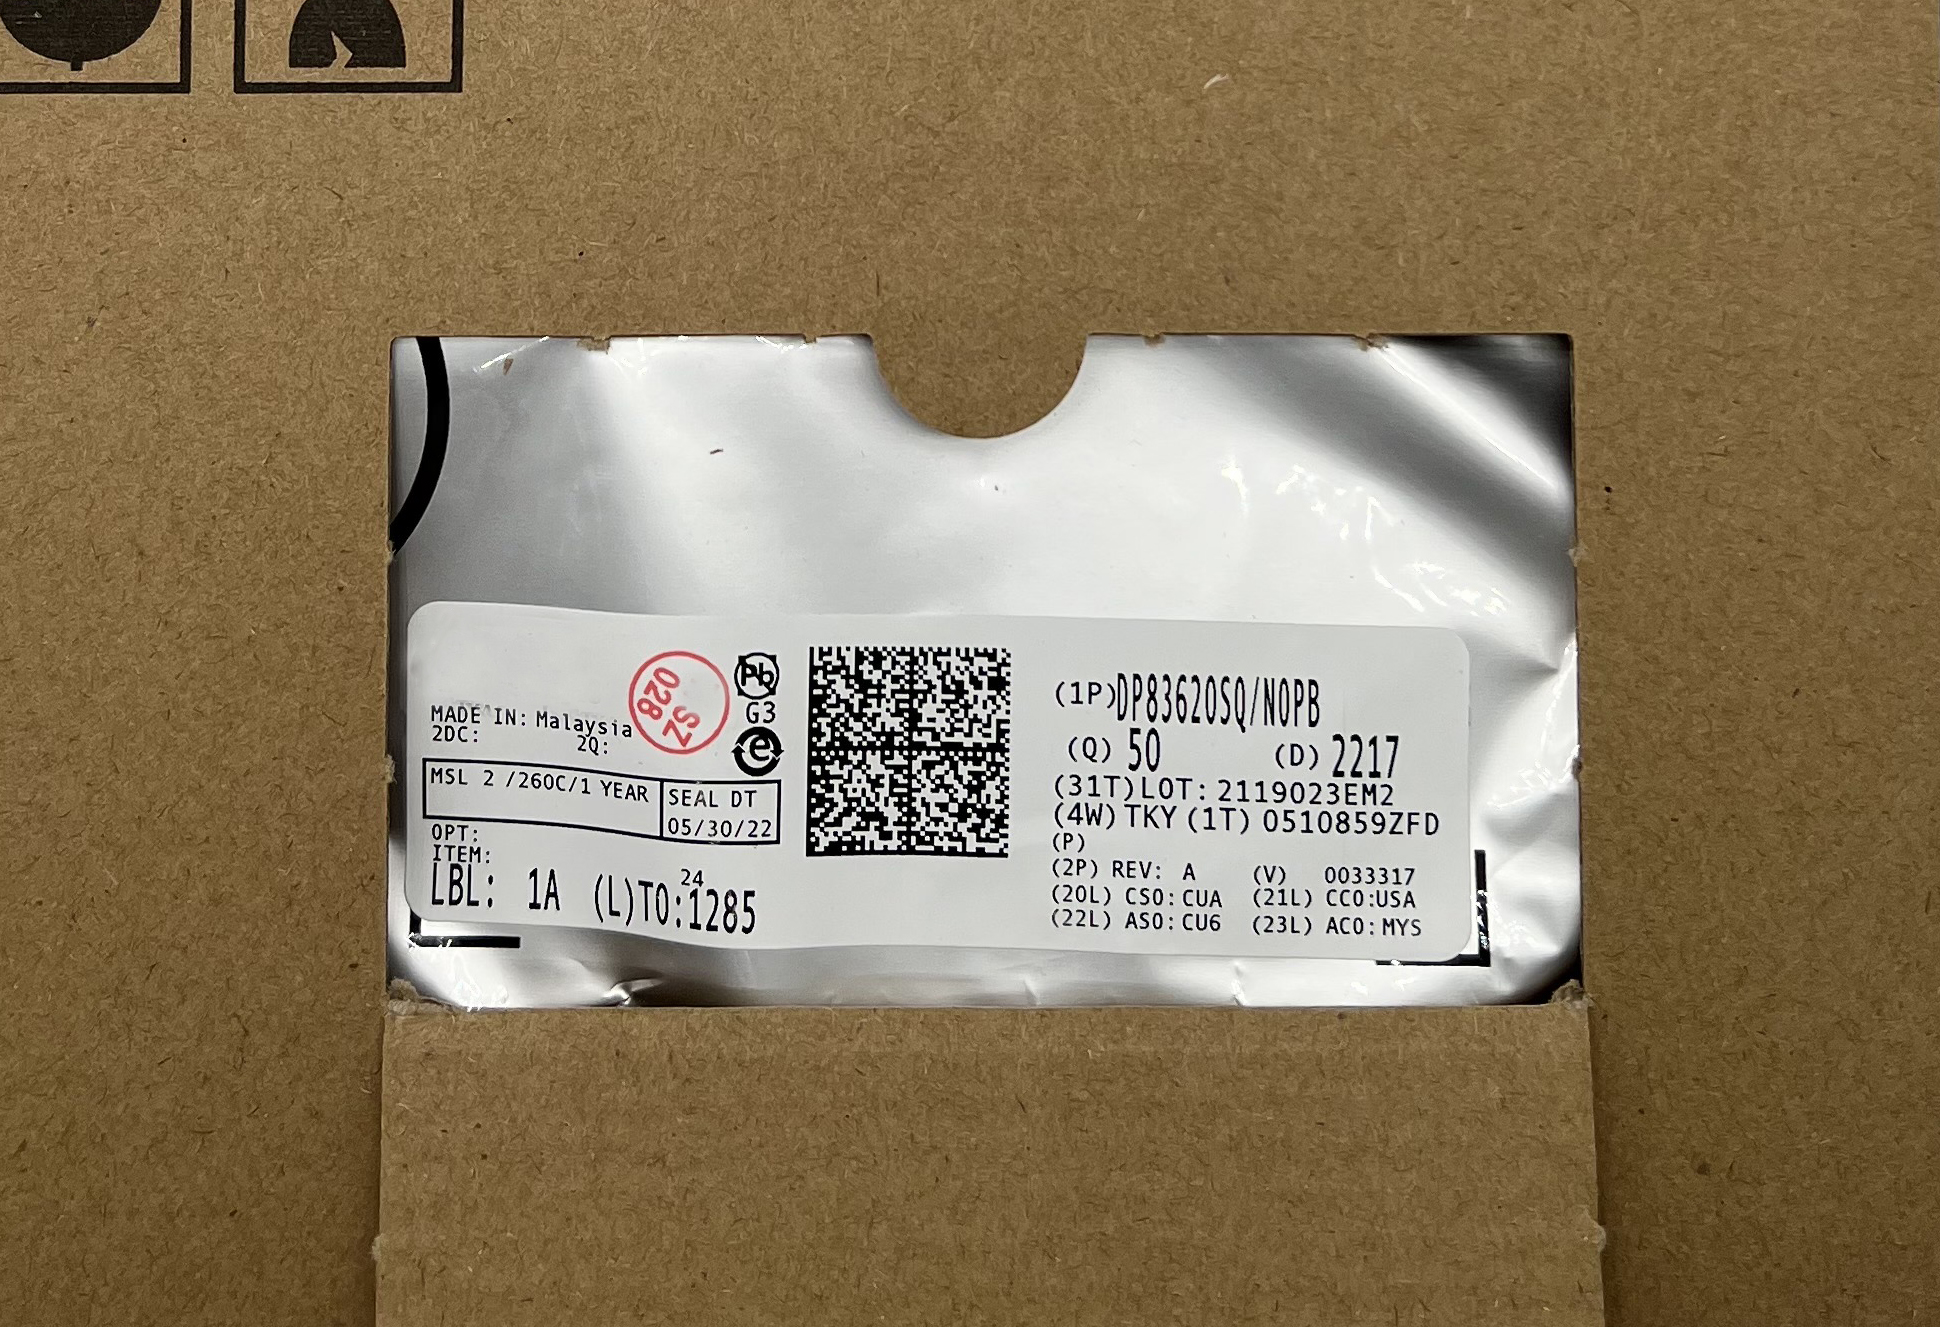 MADE IN: Malaysia
2DC: 2Q:
SZ
028
Pb
G3
e
MSL 2 /260C/1 YEAR
SEAL DT
05/30/22
OPT:
ITEM:
LBL: 1A (L)TO:1285
24
(1P)DP83620SQ/NOPB
(Q) 50 (D) 2217
(31T)LOT: 2119023EM2
(4W) TKY (1T) 0510859ZFD
(P)
(2P) REV: A (V) 0033317
(20L) CSO: CUA (21L) CCO:USA
(22L) ASO: CU6 (23L) ACO: MYS